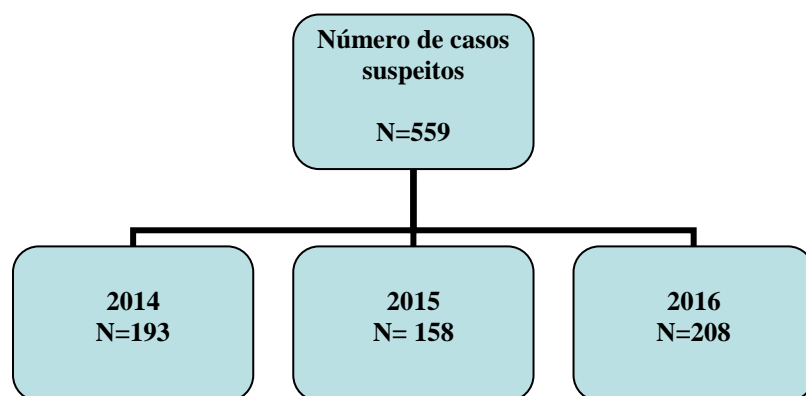 Número de casos
suspeitos
N=559
2014
N=193
2015
N= 158
2016
N=208